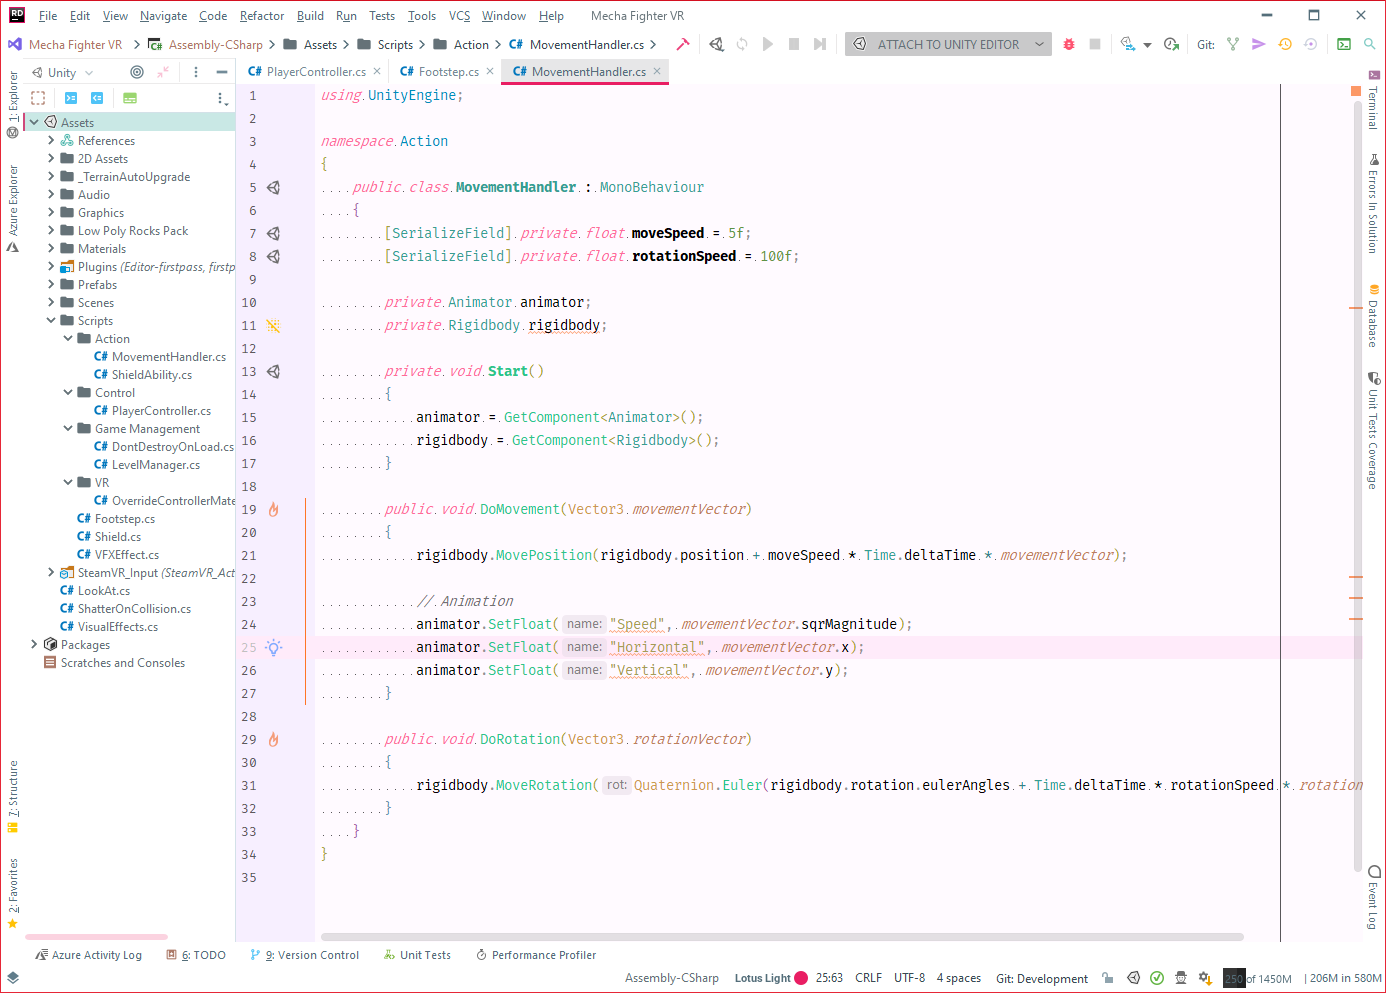 RD File Edit View Navigate Code Refactor Build Run Tests Tools VCS Window Help Mecha Fighter VR
Mecha Fighter VR Assembly-CSharp Assets Scripts Action C# MovementHandler.cs ATTACH TO UNITY EDITOR Git:
Unity
C# PlayerController.cs C# Footstep.cs C# MovementHandler.cs
1: Explorer
Azure Explorer
7: Structure
2: Favorites
Assets
References
2D Assets
_TerrainAutoUpgrade
Audio
Graphics
Low Poly Rocks Pack
Materials
Plugins (Editor-firstpass, firstp
Prefabs
Scenes
Scripts
Action
C# MovementHandler.cs
C# ShieldAbility.cs
Control
C# PlayerController.cs
Game Management
C# DontDestroyOnLoad.cs
C# LevelManager.cs
VR
C# OverrideControllerMate
C# Footstep.cs
C# Shield.cs
C# VFXEffect.cs
SteamVR_Input (SteamVR_Act
C# LookAt.cs
C# ShatterOnCollision.cs
C# VisualEffects.cs
Packages
Scratches and Consoles
1 using UnityEngine;
2
3 namespace Action
4 {
5 public class MovementHandler : MonoBehaviour
6 {
7 [SerializeField] private float moveSpeed = 5f;
8 [SerializeField] private float rotationSpeed = 100f;
9
10 private Animator animator;
11 private Rigidbody rigidbody;
12
13 private void Start()
14 {
15 animator = GetComponent<Animator>();
16 rigidbody = GetComponent<Rigidbody>();
17 }
18
19 public void DoMovement(Vector3 movementVector)
20 {
21 rigidbody.MovePosition(rigidbody.position + moveSpeed * Time.deltaTime * movementVector);
22
23 // Animation
24 animator.SetFloat( name: "Speed", movementVector.sqrMagnitude);
25 animator.SetFloat( name: "Horizontal", movementVector.x);
26 animator.SetFloat( name: "Vertical", movementVector.y);
27 }
28
29 public void DoRotation(Vector3 rotationVector)
30 {
31 rigidbody.MoveRotation( rot: Quaternion.Euler(rigidbody.rotation.eulerAngles + Time.deltaTime * rotationSpeed * rotation
32 }
33 }
34 }
35
Terminal
Errors In Solution
Database
Unit Tests Coverage
Event Log
Azure Activity Log 6: TODO 9: Version Control Unit Tests Performance Profiler
Assembly-CSharp Lotus Light 25:63 CRLF UTF-8 4 spaces Git: Development 250 of 1450M 206M in 580M